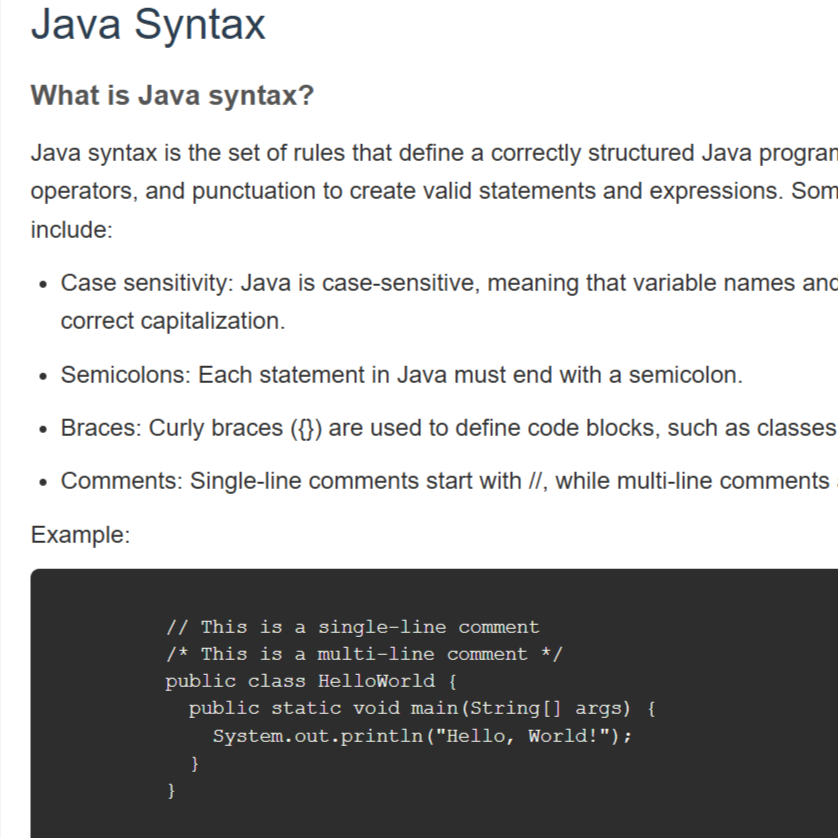 Java Syntax
What is Java syntax?
Java syntax is the set of rules that define a correctly structured Java
operators, and punctuation to create valid statements and expressions.
include:
• Case sensitivity: Java is case-sensitive, meaning that variable names
correct capitalization.
• Semicolons: Each statement in Java must end with a semicolon.
• Braces: Curly braces ({}) are used to define code blocks, such as classes
• Comments: Single-line comments start with //, while multi-line comments
Example:
// This is a single-line comment
/* This is a multi-line comment */
public class HelloWorld {
  public static void main(String[] args) {
    System.out.println("Hello, World!");
  }
}